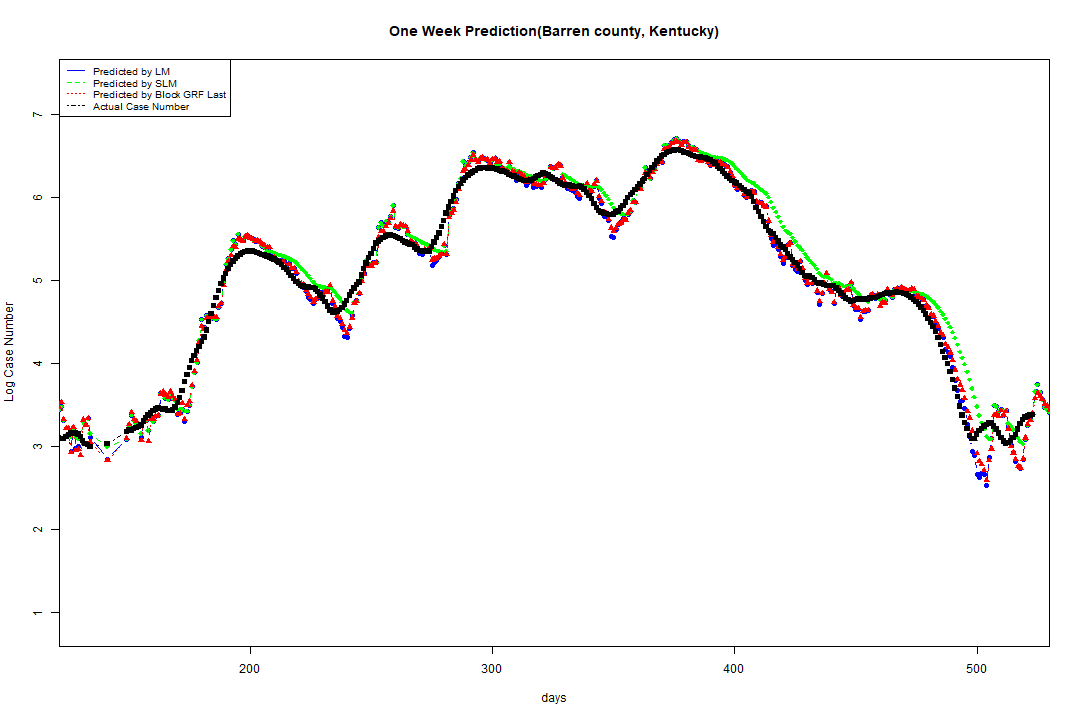 One Week Prediction(Barren county, Kentucky)
Predicted by LM
Predicted by SLM
Predicted by Block GRF Last
Actual Case Number
7
6
5
4
3
2
1
Log Case Number
200 300 400 500
days